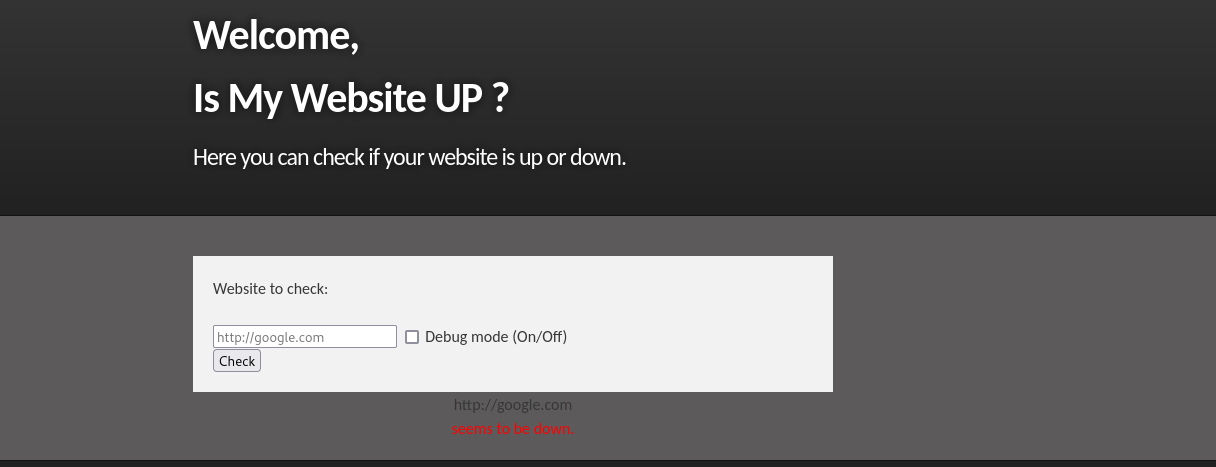 Welcome,
Is My Website UP ?
Here you can check if your website is up or down.
Website to check:
http://google.com
Debug mode (On/Off)
Check
http://google.com
seems to be down.